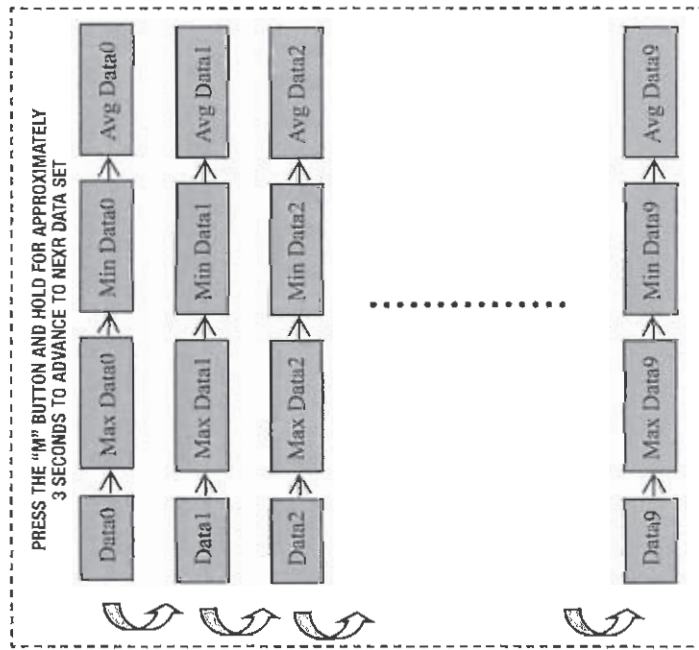 PRESS THE "M" BUTTON AND HOLD FOR APPROXIMATELY
3 SECONDS TO ADVANCE TO NEXR DATA SET
Data0 Max Data0 Min Data0 Avg Data0
Data1 Max Data1 Min Data1 Avg Data1
Data2 Max Data2 Min Data2 Avg Data2
Data9 Max Data9 Min Data9 Avg Data9